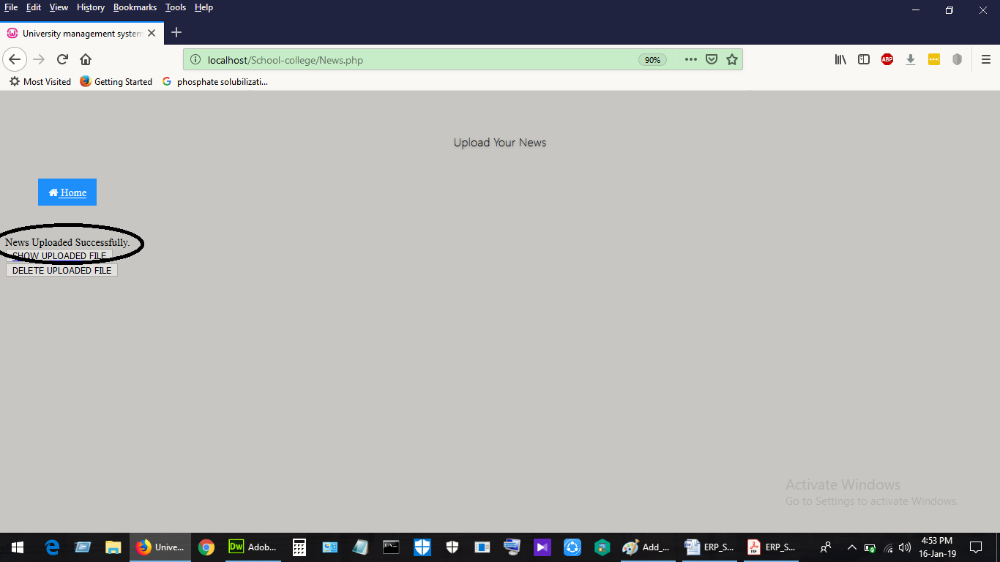 File Edit View History Bookmarks Tools Help
University management system
localhost/School-college/News.php 90%
ABP
Most Visited Getting Started G phosphate solubilizati...
Upload Your News
Home
News Uploaded Successfully.
SHOW UPLOADED FILE
DELETE UPLOADED FILE
Activate Windows
Go to Settings to activate Windows.
Unive... Dw Adob... Add_... ERP_S... ERP_S...
4:53 PM
16-Jan-19